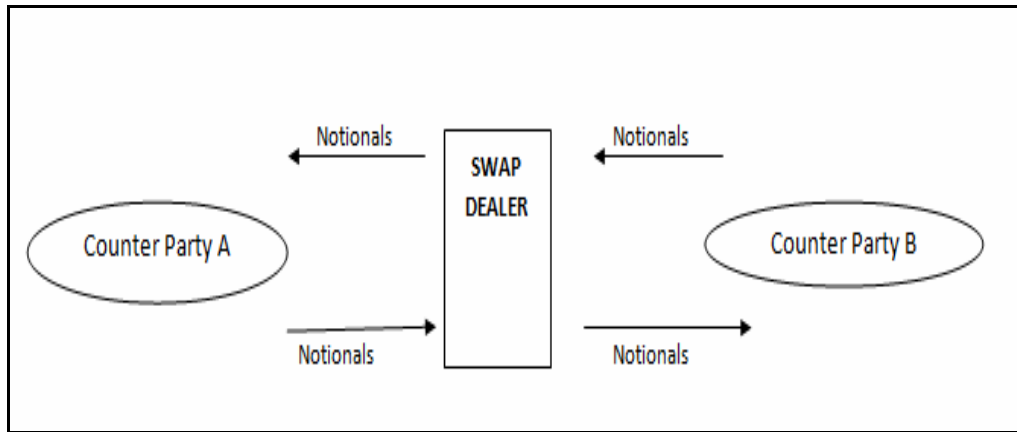 Notionals
Notionals
SWAP
DEALER
Counter Party A
Counter Party B
Notionals
Notionals